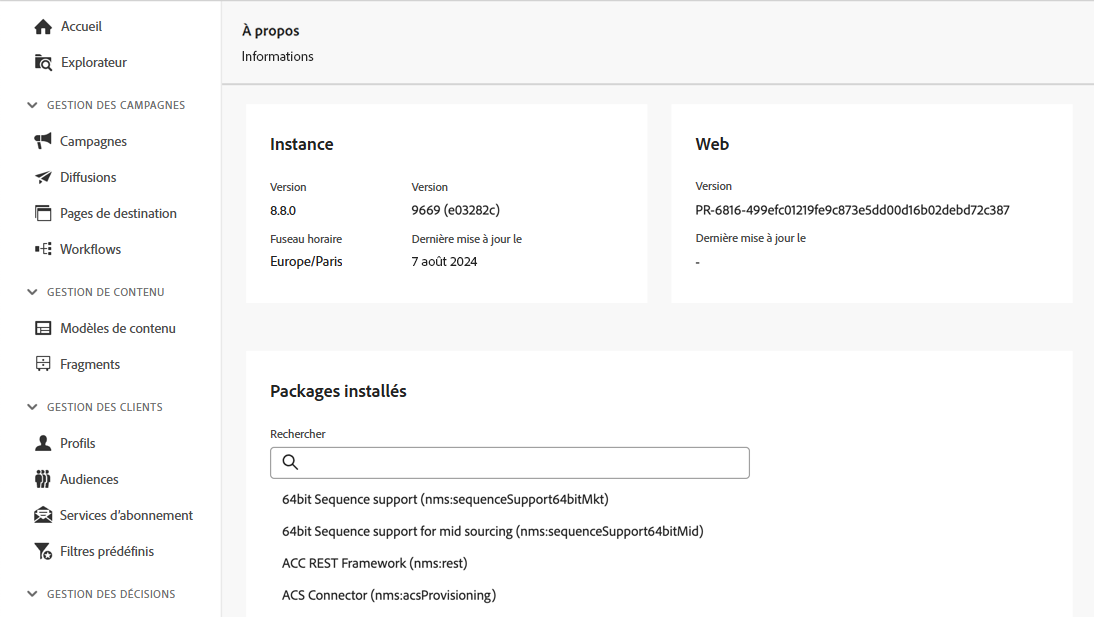 Accueil
Explorateur
GESTION DES CAMPAGNES
Campagnes
Diffusions
Pages de destination
Workflows
GESTION DE CONTENU
Modèles de contenu
Fragments
GESTION DES CLIENTS
Profils
Audiences
Services d'abonnement
Filtres prédéfinis
GESTION DES DÉCISIONS
À propos
Informations
Instance
Version
8.8.0
Version
9669 (e03282c)
Fuseau horaire
Europe/Paris
Dernière mise à jour le
7 août 2024
Web
Version
PR-6816-499efc01219fe9c873e5dd00d16b02debd72c387
Dernière mise à jour le
-
Packages installés
Rechercher
64bit Sequence support (nms:sequenceSupport64bitMkt)
64bit Sequence support for mid sourcing (nms:sequenceSupport64bitMid)
ACC REST Framework (nms:rest)
ACS Connector (nms:acsProvisioning)